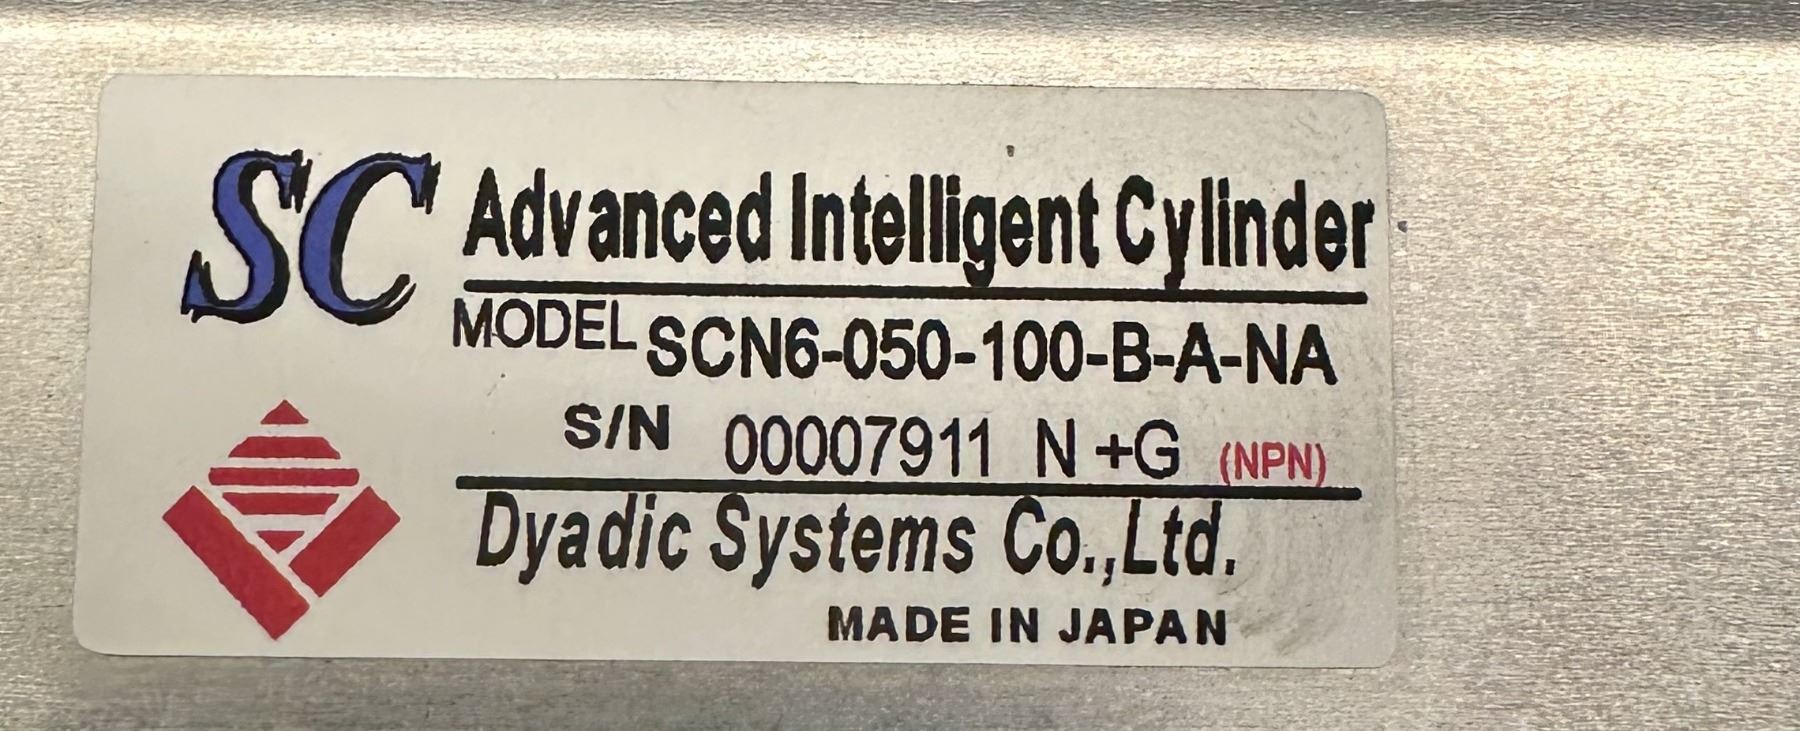 SC Advanced Intelligent Cylinder
MODEL SCN6-050-100-B-A-NA
S/N 00007911 N +G (NPN)
Dyadic Systems Co.,Ltd.
MADE IN JAPAN